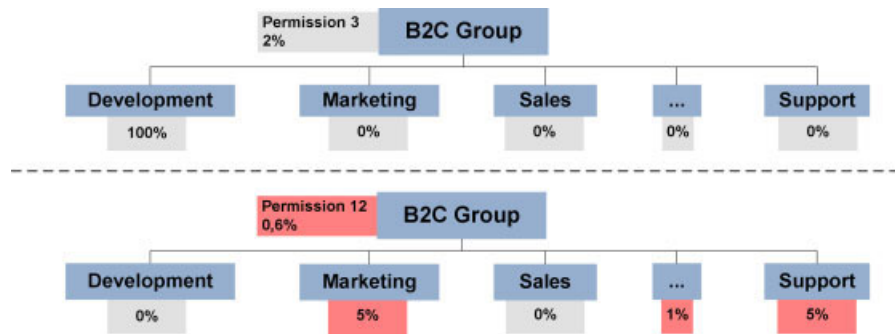 Permission 3
2%
B2C Group
Development
Marketing
Sales
...
Support
100%
0%
0%
0%
0%
Permission 12
0,6%
B2C Group
Development
Marketing
Sales
...
Support
0%
5%
0%
1%
5%